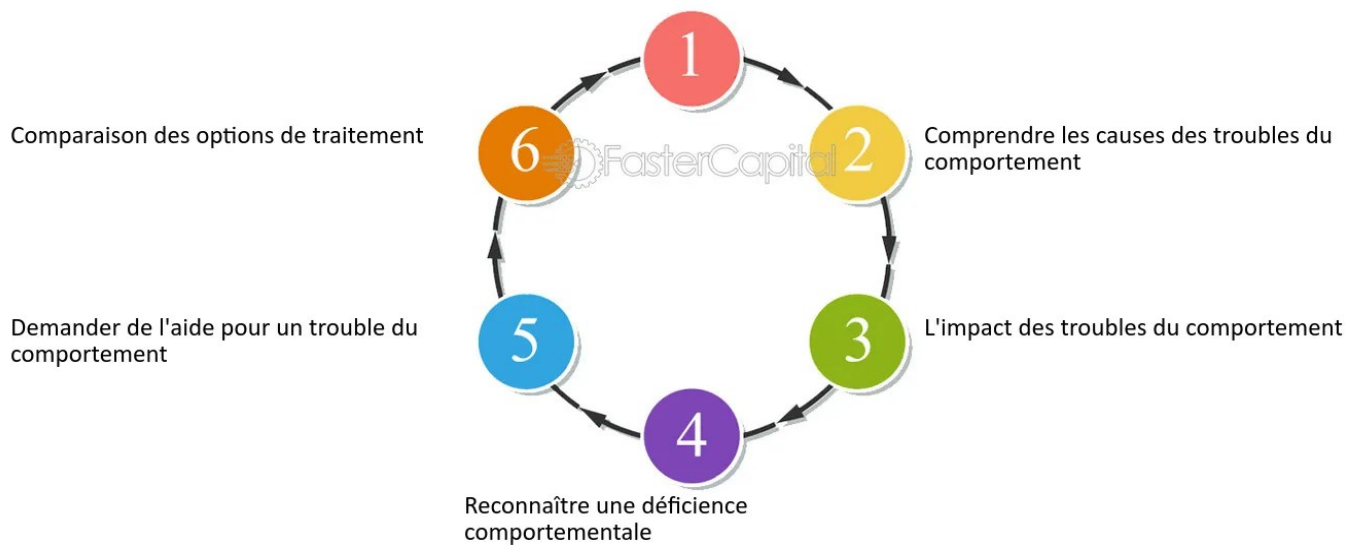 1
2
Comprendre les causes des troubles du
comportement
3
L'impact des troubles du comportement
4
Reconnaître une déficience
comportementale
5
Demander de l'aide pour un trouble du
comportement
6
Comparaison des options de traitement
FasterCapital